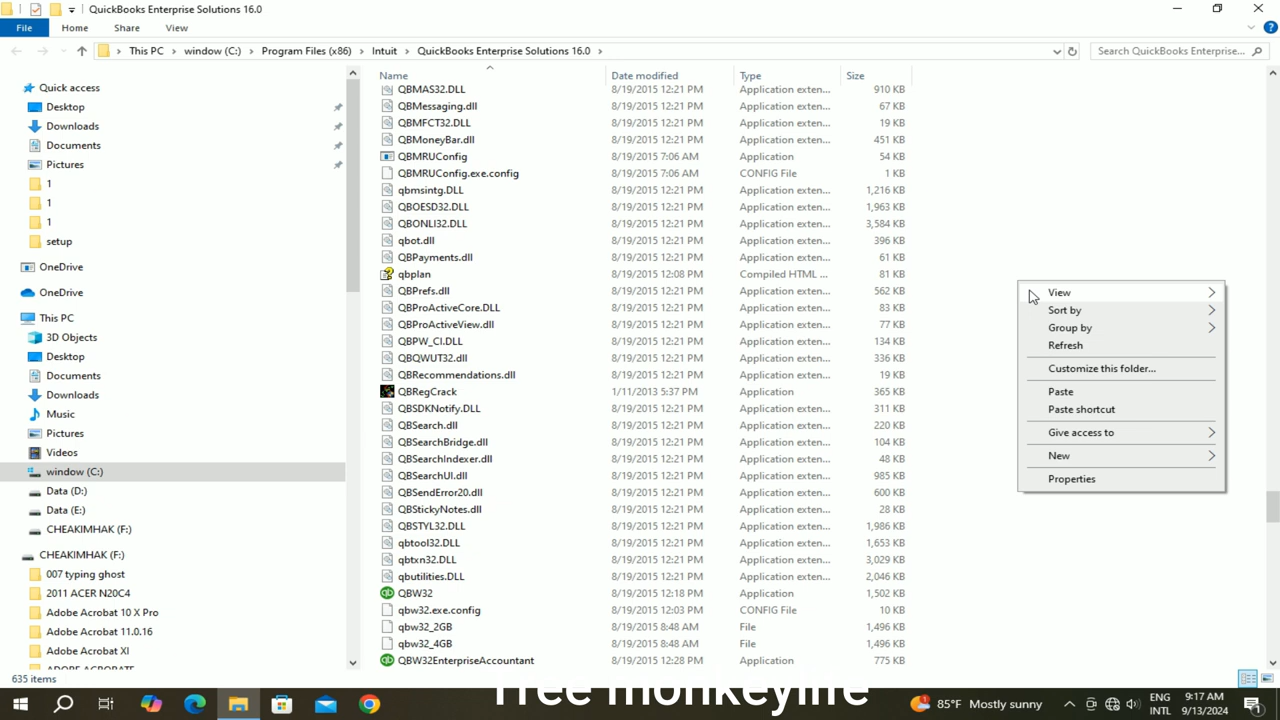 QuickBooks Enterprise Solutions 16.0
File Home Share View
This PC window (C:) Program Files (x86) Intuit QuickBooks Enterprise Solutions 16.0 Search QuickBooks Enterprise...
Quick access
Desktop
Downloads
Documents
Pictures
1
1
1
setup
OneDrive
OneDrive
This PC
3D Objects
Desktop
Documents
Downloads
Music
Pictures
Videos
window (C:)
Data (D:)
Data (E:)
CHEAKIMHAK (F:)
CHEAKIMHAK (F:)
007 typing ghost
2011 ACER N20C4
Adobe Acrobat 10 X Pro
Adobe Acrobat 11.0.16
Adobe Acrobat XI
ADOBE ACROBATE
Name Date modified Type Size
QBMAS32.DLL 8/19/2015 12:21 PM Application exten... 910 KB
QBMessaging.dll 8/19/2015 12:21 PM Application exten... 67 KB
QBMFCT32.DLL 8/19/2015 12:21 PM Application exten... 19 KB
QBMoneyBar.dll 8/19/2015 12:21 PM Application exten... 451 KB
QBMRUConfig 8/19/2015 7:06 AM Application 54 KB
QBMRUConfig.exe.config 8/19/2015 7:06 AM CONFIG File 1 KB
qbmsintg.DLL 8/19/2015 12:21 PM Application exten... 1,216 KB
QBOESD32.DLL 8/19/2015 12:21 PM Application exten... 1,963 KB
QBONLI32.DLL 8/19/2015 12:21 PM Application exten... 3,584 KB
qbot.dll 8/19/2015 12:21 PM Application exten... 396 KB
QBPayments.dll 8/19/2015 12:21 PM Application exten... 61 KB
qbplan 8/19/2015 12:08 PM Compiled HTML ... 81 KB
QBPrefs.dll 8/19/2015 12:21 PM Application exten... 562 KB
QBProActiveCore.DLL 8/19/2015 12:21 PM Application exten... 83 KB
QBProActiveView.dll 8/19/2015 12:21 PM Application exten... 77 KB
QBPW_CI.DLL 8/19/2015 12:21 PM Application exten... 134 KB
QBQWUT32.dll 8/19/2015 12:21 PM Application exten... 336 KB
QBRecommendations.dll 8/19/2015 12:21 PM Application exten... 19 KB
QBRegCrack 1/11/2013 5:37 PM Application 365 KB
QBSDKNotify.DLL 8/19/2015 12:21 PM Application exten... 311 KB
QBSearch.dll 8/19/2015 12:21 PM Application exten... 220 KB
QBSearchBridge.dll 8/19/2015 12:21 PM Application exten... 104 KB
QBSearchIndexer.dll 8/19/2015 12:21 PM Application exten... 48 KB
QBSearchUI.dll 8/19/2015 12:21 PM Application exten... 985 KB
QBSendError20.dll 8/19/2015 12:21 PM Application exten... 600 KB
QBStickyNotes.dll 8/19/2015 12:21 PM Application exten... 28 KB
QBSTYL32.DLL 8/19/2015 12:21 PM Application exten... 1,986 KB
qbtool32.DLL 8/19/2015 12:21 PM Application exten... 1,653 KB
qbtxn32.DLL 8/19/2015 12:21 PM Application exten... 3,029 KB
qbutilities.DLL 8/19/2015 12:21 PM Application exten... 2,046 KB
QBW32 8/19/2015 12:18 PM Application 1,502 KB
qbw32.exe.config 8/19/2015 12:03 PM CONFIG File 10 KB
qbw32_2GB 8/19/2015 8:48 AM File 1,496 KB
qbw32_4GB 8/19/2015 8:48 AM File 1,496 KB
QBW32EnterpriseAccountant 8/19/2015 12:28 PM Application 775 KB
View
Sort by
Group by
Refresh
Customize this folder...
Paste
Paste shortcut
Give access to
New
Properties
635 items
free monkeylife
85°F Mostly sunny
ENG
INTL
9:17 AM
9/13/2024